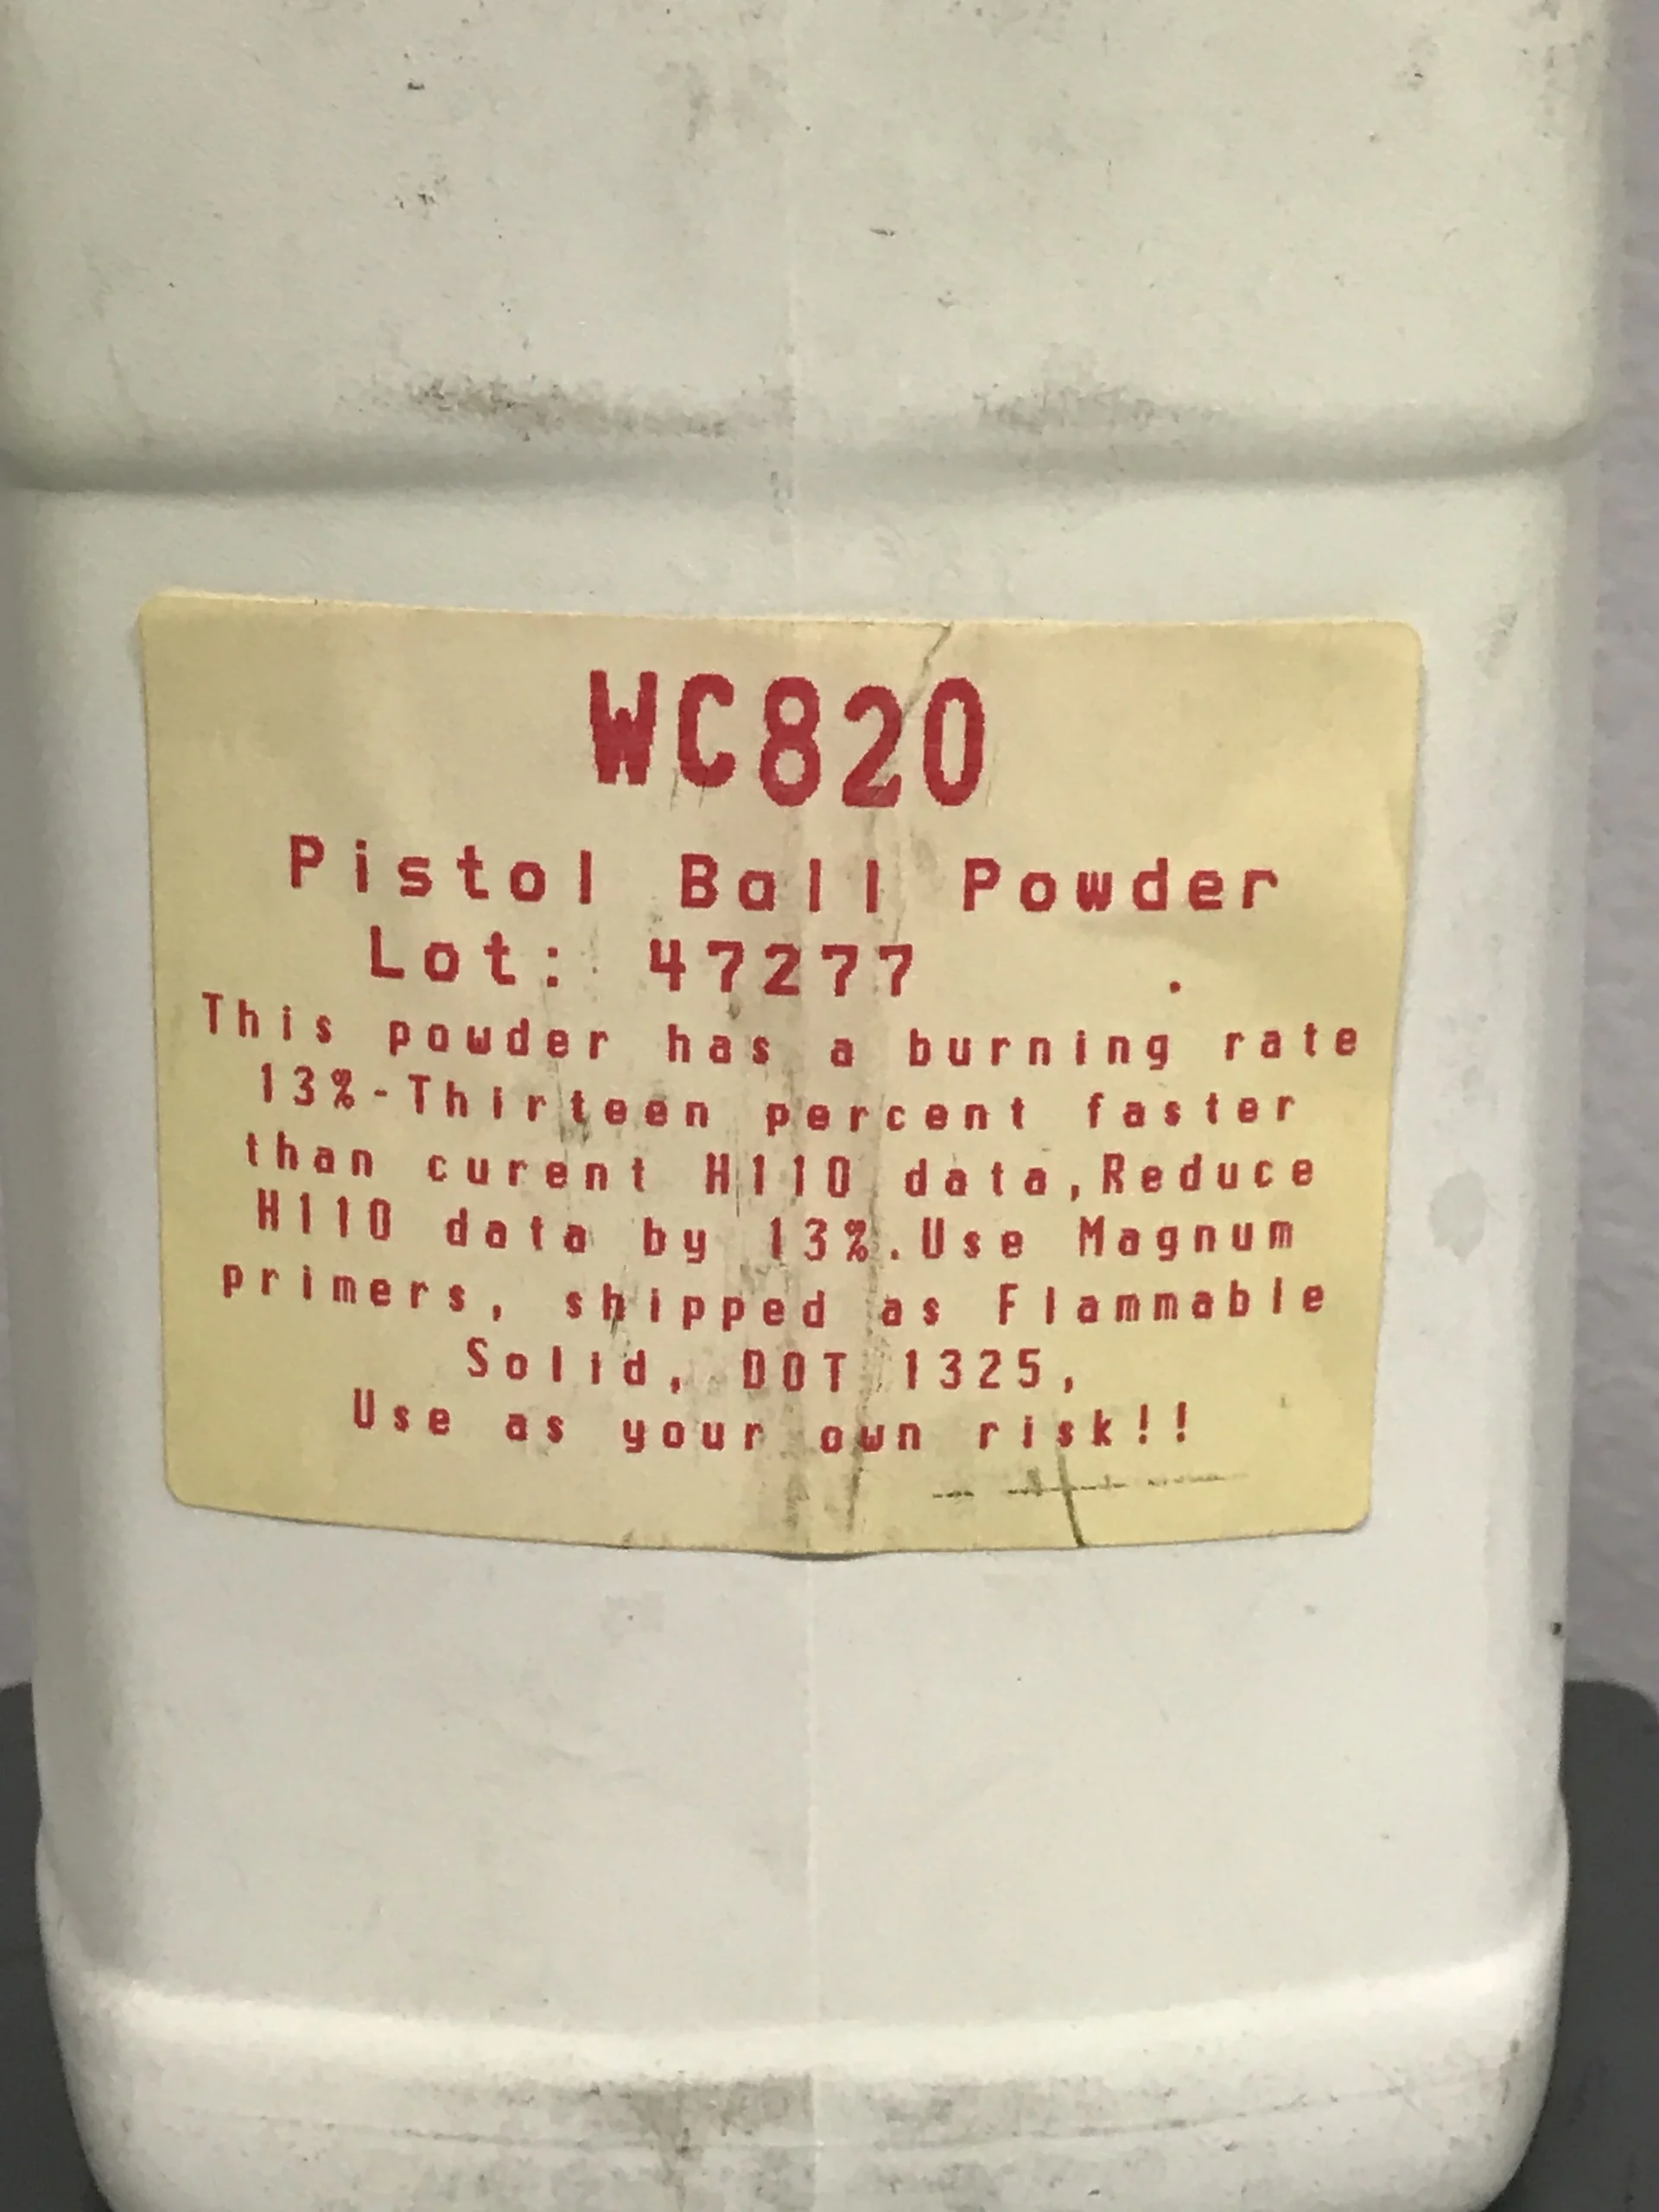 WC820
Pistol Ball Powder
Lot: 47277 .
This powder has a burning rate
13%-Thirteen percent faster
than curent H110 data,Reduce
H110 data by 13%.Use Magnum
primers, shipped as Flammable
Solid, DOT 1325,
Use as your own risk!!